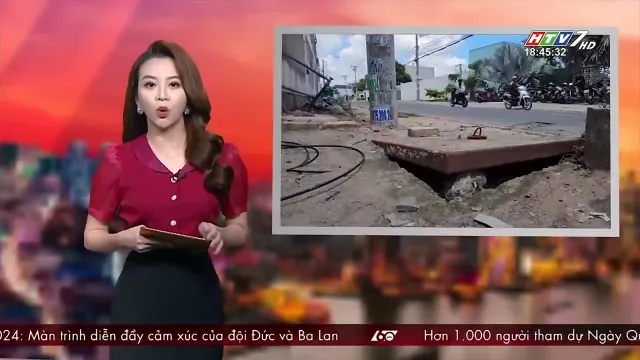 HTV7 HD
18:45:32
024: Màn trình diễn đầy cảm xúc của đội Đức và Ba Lan
60
Hơn 1.000 người tham dự Ngày Q